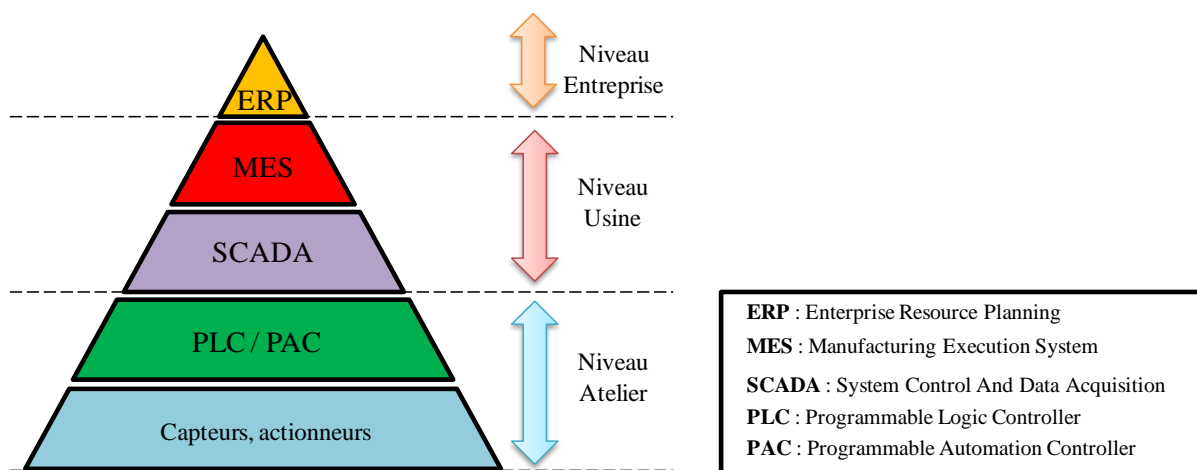 ERP
MES
SCADA
PLC / PAC
Capteurs, actionneurs
Niveau
Entreprise
Niveau
Usine
Niveau
Atelier
ERP : Enterprise Resource Planning
MES : Manufacturing Execution System
SCADA : System Control And Data Acquisition
PLC : Programmable Logic Controller
PAC : Programmable Automation Controller